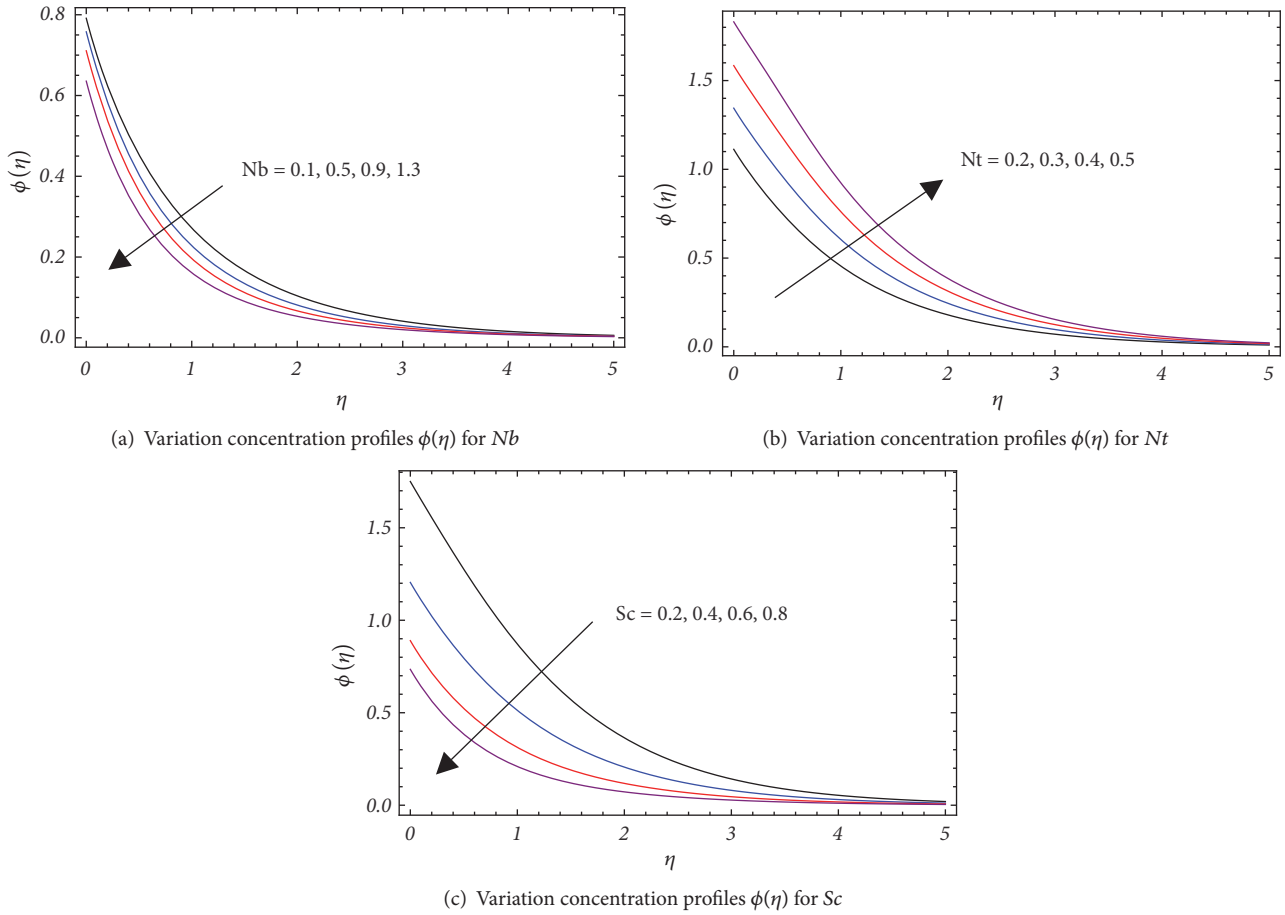 0.8
0.6
0.4
0.2
0.0
ϕ(η)
Nb = 0.1, 0.5, 0.9, 1.3
0 1 2 3 4 5
η
(a) Variation concentration profiles ϕ(η) for Nb
1.5
1.0
0.5
0.0
ϕ(η)
Nt = 0.2, 0.3, 0.4, 0.5
0 1 2 3 4 5
η
(b) Variation concentration profiles ϕ(η) for Nt
1.5
1.0
0.5
0.0
ϕ(η)
Sc = 0.2, 0.4, 0.6, 0.8
0 1 2 3 4 5
η
(c) Variation concentration profiles ϕ(η) for Sc